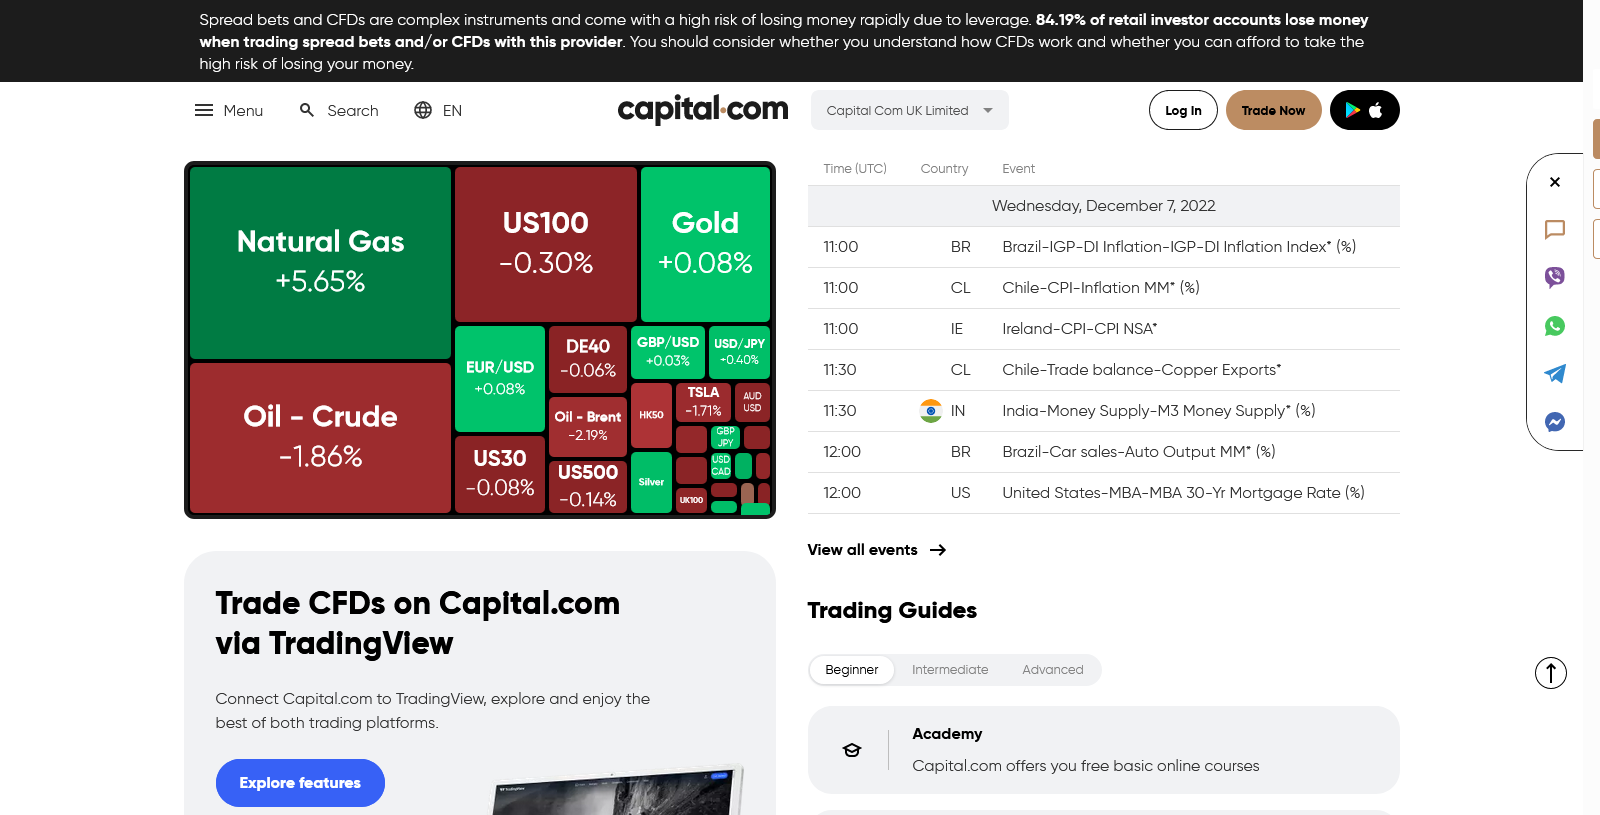 Spread bets and CFDs are complex instruments and come with a high risk of losing money rapidly due to leverage. 84.19% of retail investor accounts lose money
when trading spread bets and/or CFDs with this provider. You should consider whether you understand how CFDs work and whether you can afford to take the
high risk of losing your money.
Menu
Search
EN
capital.com
Capital Com UK Limited
Log In
Trade Now
Natural Gas
+5.65%
US100
-0.30%
Gold
+0.08%
Oil - Crude
-1.86%
EUR/USD
+0.08%
DE40
-0.06%
GBP/USD
+0.03%
USD/JPY
+0.40%
Oil - Brent
-2.19%
HK50
TSLA
-1.71%
AUD
USD
GBP
JPY
US30
-0.08%
US500
-0.14%
Silver
USD
CAD
UK100
Time (UTC) Country Event
Wednesday, December 7, 2022
11:00 BR Brazil-IGP-DI Inflation-IGP-DI Inflation Index* (%)
11:00 CL Chile-CPI-Inflation MM* (%)
11:00 IE Ireland-CPI-CPI NSA*
11:30 CL Chile-Trade balance-Copper Exports*
11:30 IN India-Money Supply-M3 Money Supply* (%)
12:00 BR Brazil-Car sales-Auto Output MM* (%)
12:00 US United States-MBA-MBA 30-Yr Mortgage Rate (%)
View all events
Trade CFDs on Capital.com
via TradingView
Connect Capital.com to TradingView, explore and enjoy the
best of both trading platforms.
Explore features
TradingView
Trading Guides
Beginner Intermediate Advanced
Academy
Capital.com offers you free basic online courses